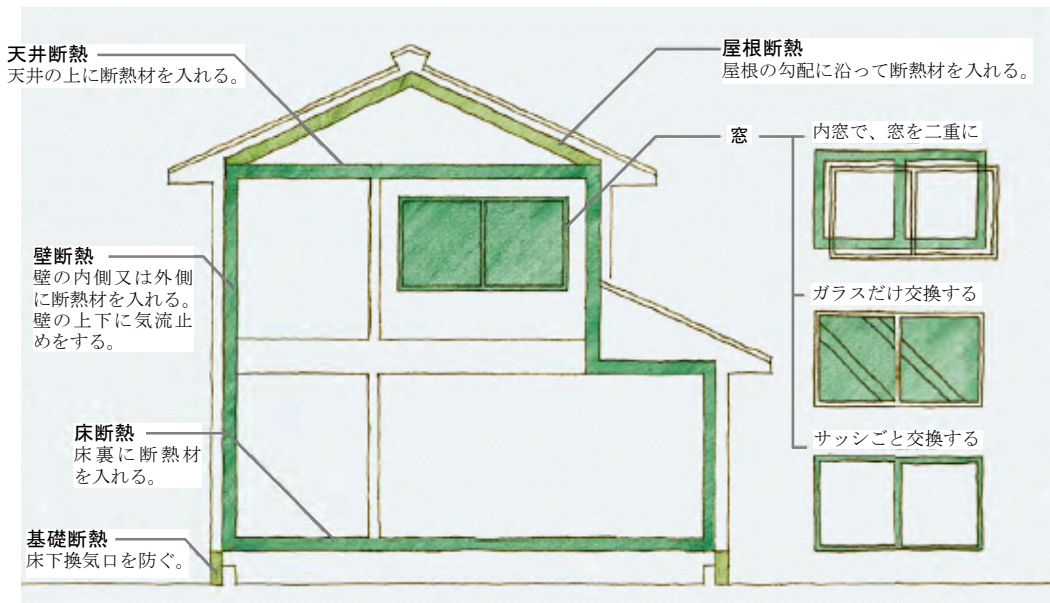 天井断熱
天井の上に断熱材を入れる。
屋根断熱
屋根の勾配に沿って断熱材を入れる。
窓
内窓で、窓を二重に
壁断熱
壁の内側又は外側
に断熱材を入れる。
壁の上下に気流止
めをする。
ガラスだけ交換する
床断熱
床裏に断熱材
を入れる。
サッシごと交換する
基礎断熱
床下換気口を防ぐ。